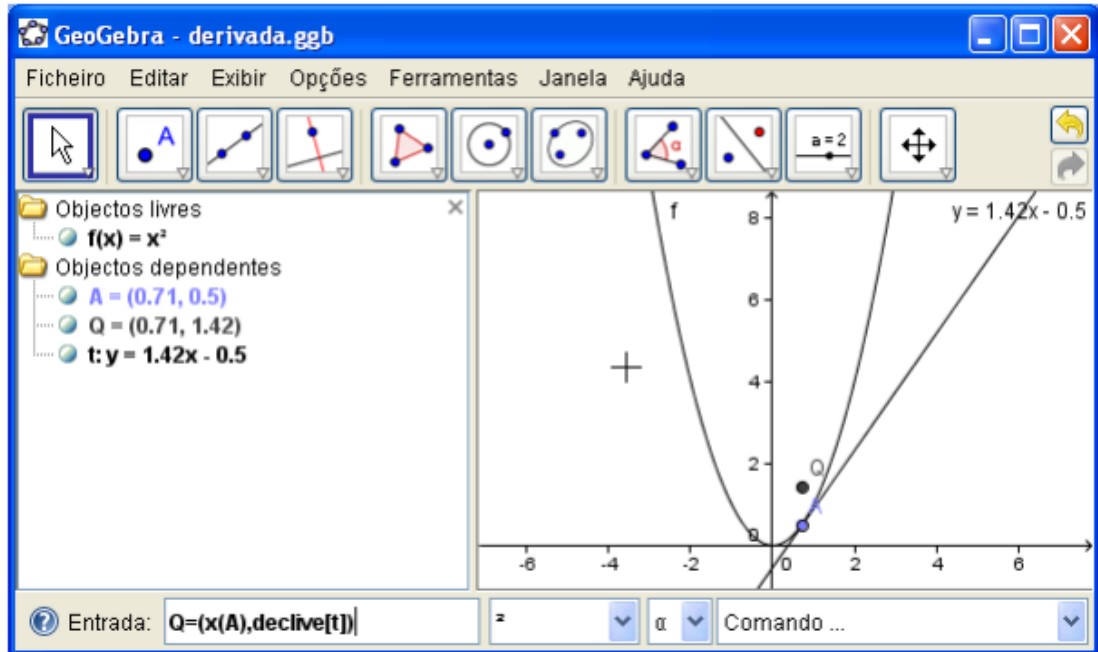 GeoGebra - derivada.ggb
Ficheiro Editar Exibir Opções Ferramentas Janela Ajuda
A
α
a = 2
Objectos livres
f(x) = x²
Objectos dependentes
A = (0.71, 0.5)
Q = (0.71, 1.42)
t: y = 1.42x - 0.5
f
y = 1.42x - 0.5
8
6
4
2
Q
A
0
-6 -4 -2 0 2 4 6
Entrada: Q=(x(A),declive[t]) ² α Comando ...